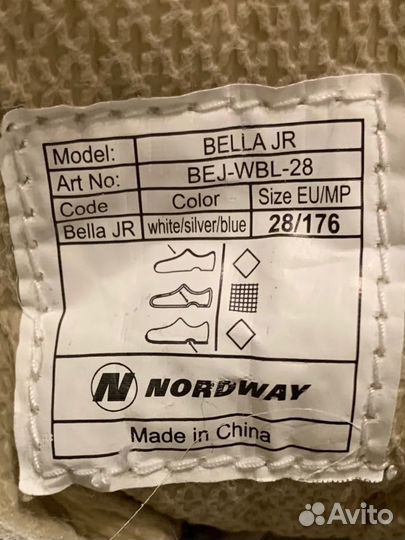 Model: BELLA JR
Art No: BEJ-WBL-28
Code Color Size EU/MP
Bella JR white/silver/blue 28/176
N NORDWAY
Made in China
Avito